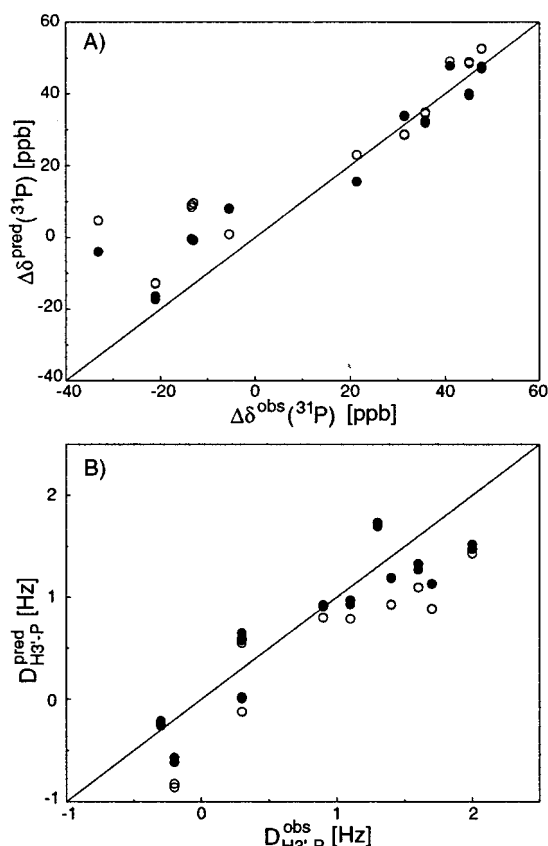 A)
60
40
20
0
-20
-40
-40 -20 0 20 40 60
Δδ^pred(³¹P) [ppb]
Δδ^obs(³¹P) [ppb]
B)
2
1
0
-1
-1 0 1 2
D^pred_H3'-P [Hz]
D^obs_H3'-P [Hz]